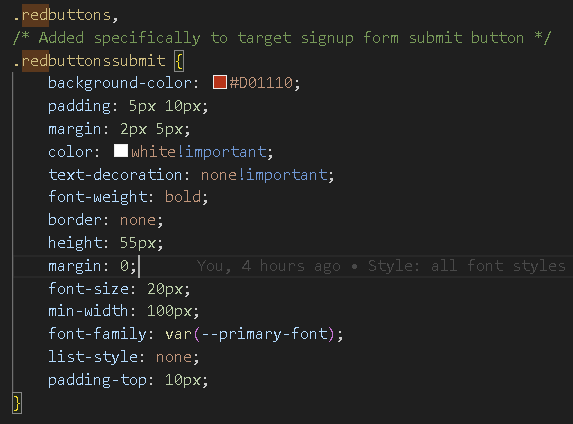 .redbuttons,
/* Added specifically to target signup form submit button */
.redbuttonssubmit {
background-color: #D01110;
padding: 5px 10px;
margin: 2px 5px;
color: white!important;
text-decoration: none!important;
font-weight: bold;
border: none;
height: 55px;
margin: 0; You, 4 hours ago • Style: all font styles
font-size: 20px;
min-width: 100px;
font-family: var(--primary-font);
list-style: none;
padding-top: 10px;
}